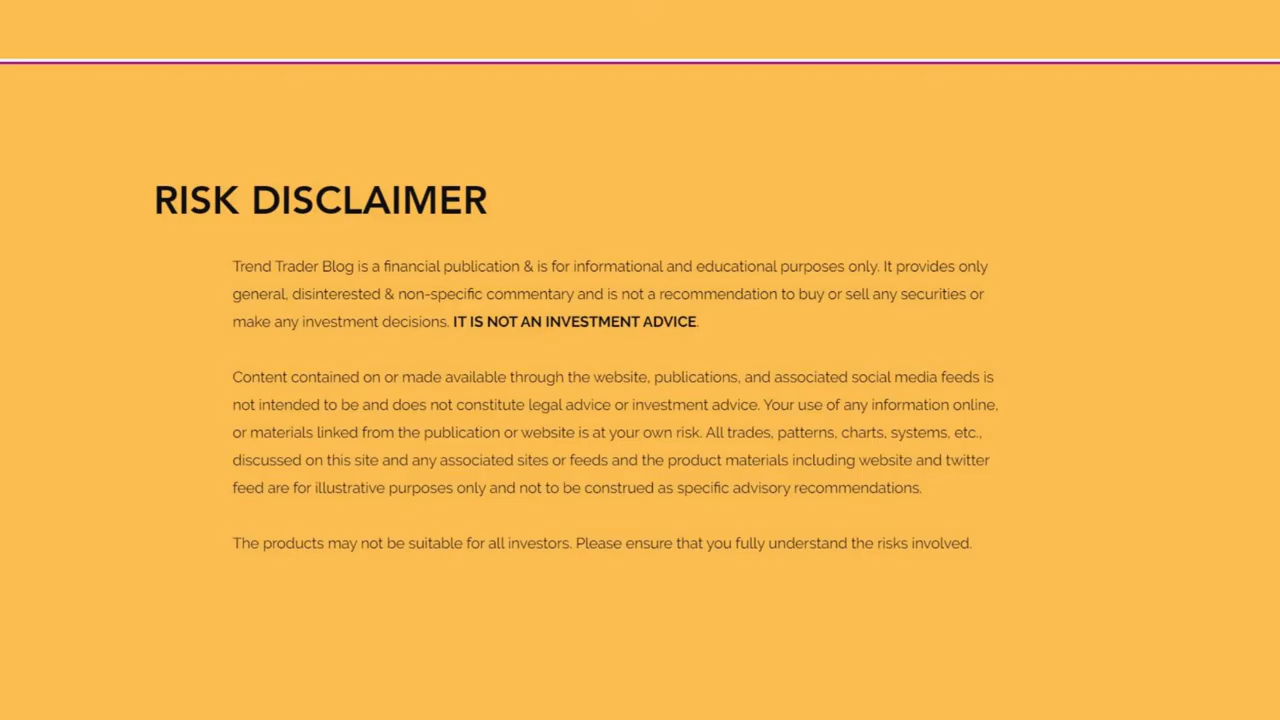 RISK DISCLAIMER
Trend Trader Blog is a financial publication & is for informational and educational purposes only. It provides only
general, disinterested & non-specific commentary and is not a recommendation to buy or sell any securities or
make any investment decisions. IT IS NOT AN INVESTMENT ADVICE.
Content contained on or made available through the website, publications, and associated social media feeds is
not intended to be and does not constitute legal advice or investment advice. Your use of any information online,
or materials linked from the publication or website is at your own risk. All trades, patterns, charts, systems, etc.,
discussed on this site and any associated sites or feeds and the product materials including website and twitter
feed are for illustrative purposes only and not to be construed as specific advisory recommendations.
The products may not be suitable for all investors. Please ensure that you fully understand the risks involved.